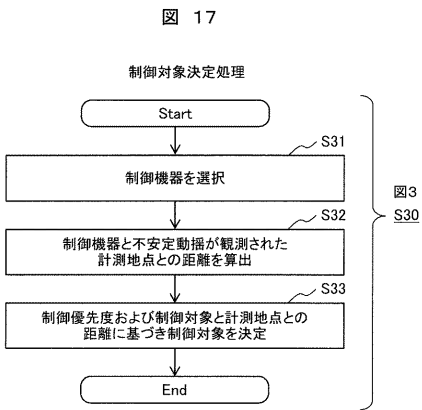 図 17
制御対象決定処理
Start
S31
制御機器を選択
S32
制御機器と不安定動揺が観測された
計測地点との距離を算出
S33
制御優先度および制御対象と計測地点との
距離に基づき制御対象を決定
End
図3
S30